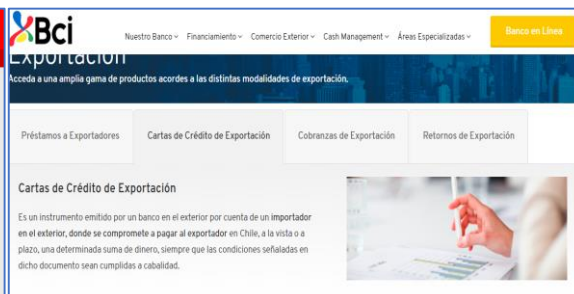 Bci
Nuestro Banco
Financiamiento
Comercio Exterior
Cash Management
Áreas Especializadas
Banco en Línea
Exportación
Acceda a una amplia gama de productos acordes a las distintas modalidades de exportación.
Préstamos a Exportadores
Cartas de Crédito de Exportación
Cobranzas de Exportación
Retornos de Exportación
Cartas de Crédito de Exportación
Es un instrumento emitido por un banco en el exterior por cuenta de un importador
en el exterior, donde se compromete a pagar al exportador en Chile, a la vista o a
plazo, una determinada suma de dinero, siempre que las condiciones señaladas en
dicho documento sean cumplidas a cabalidad.